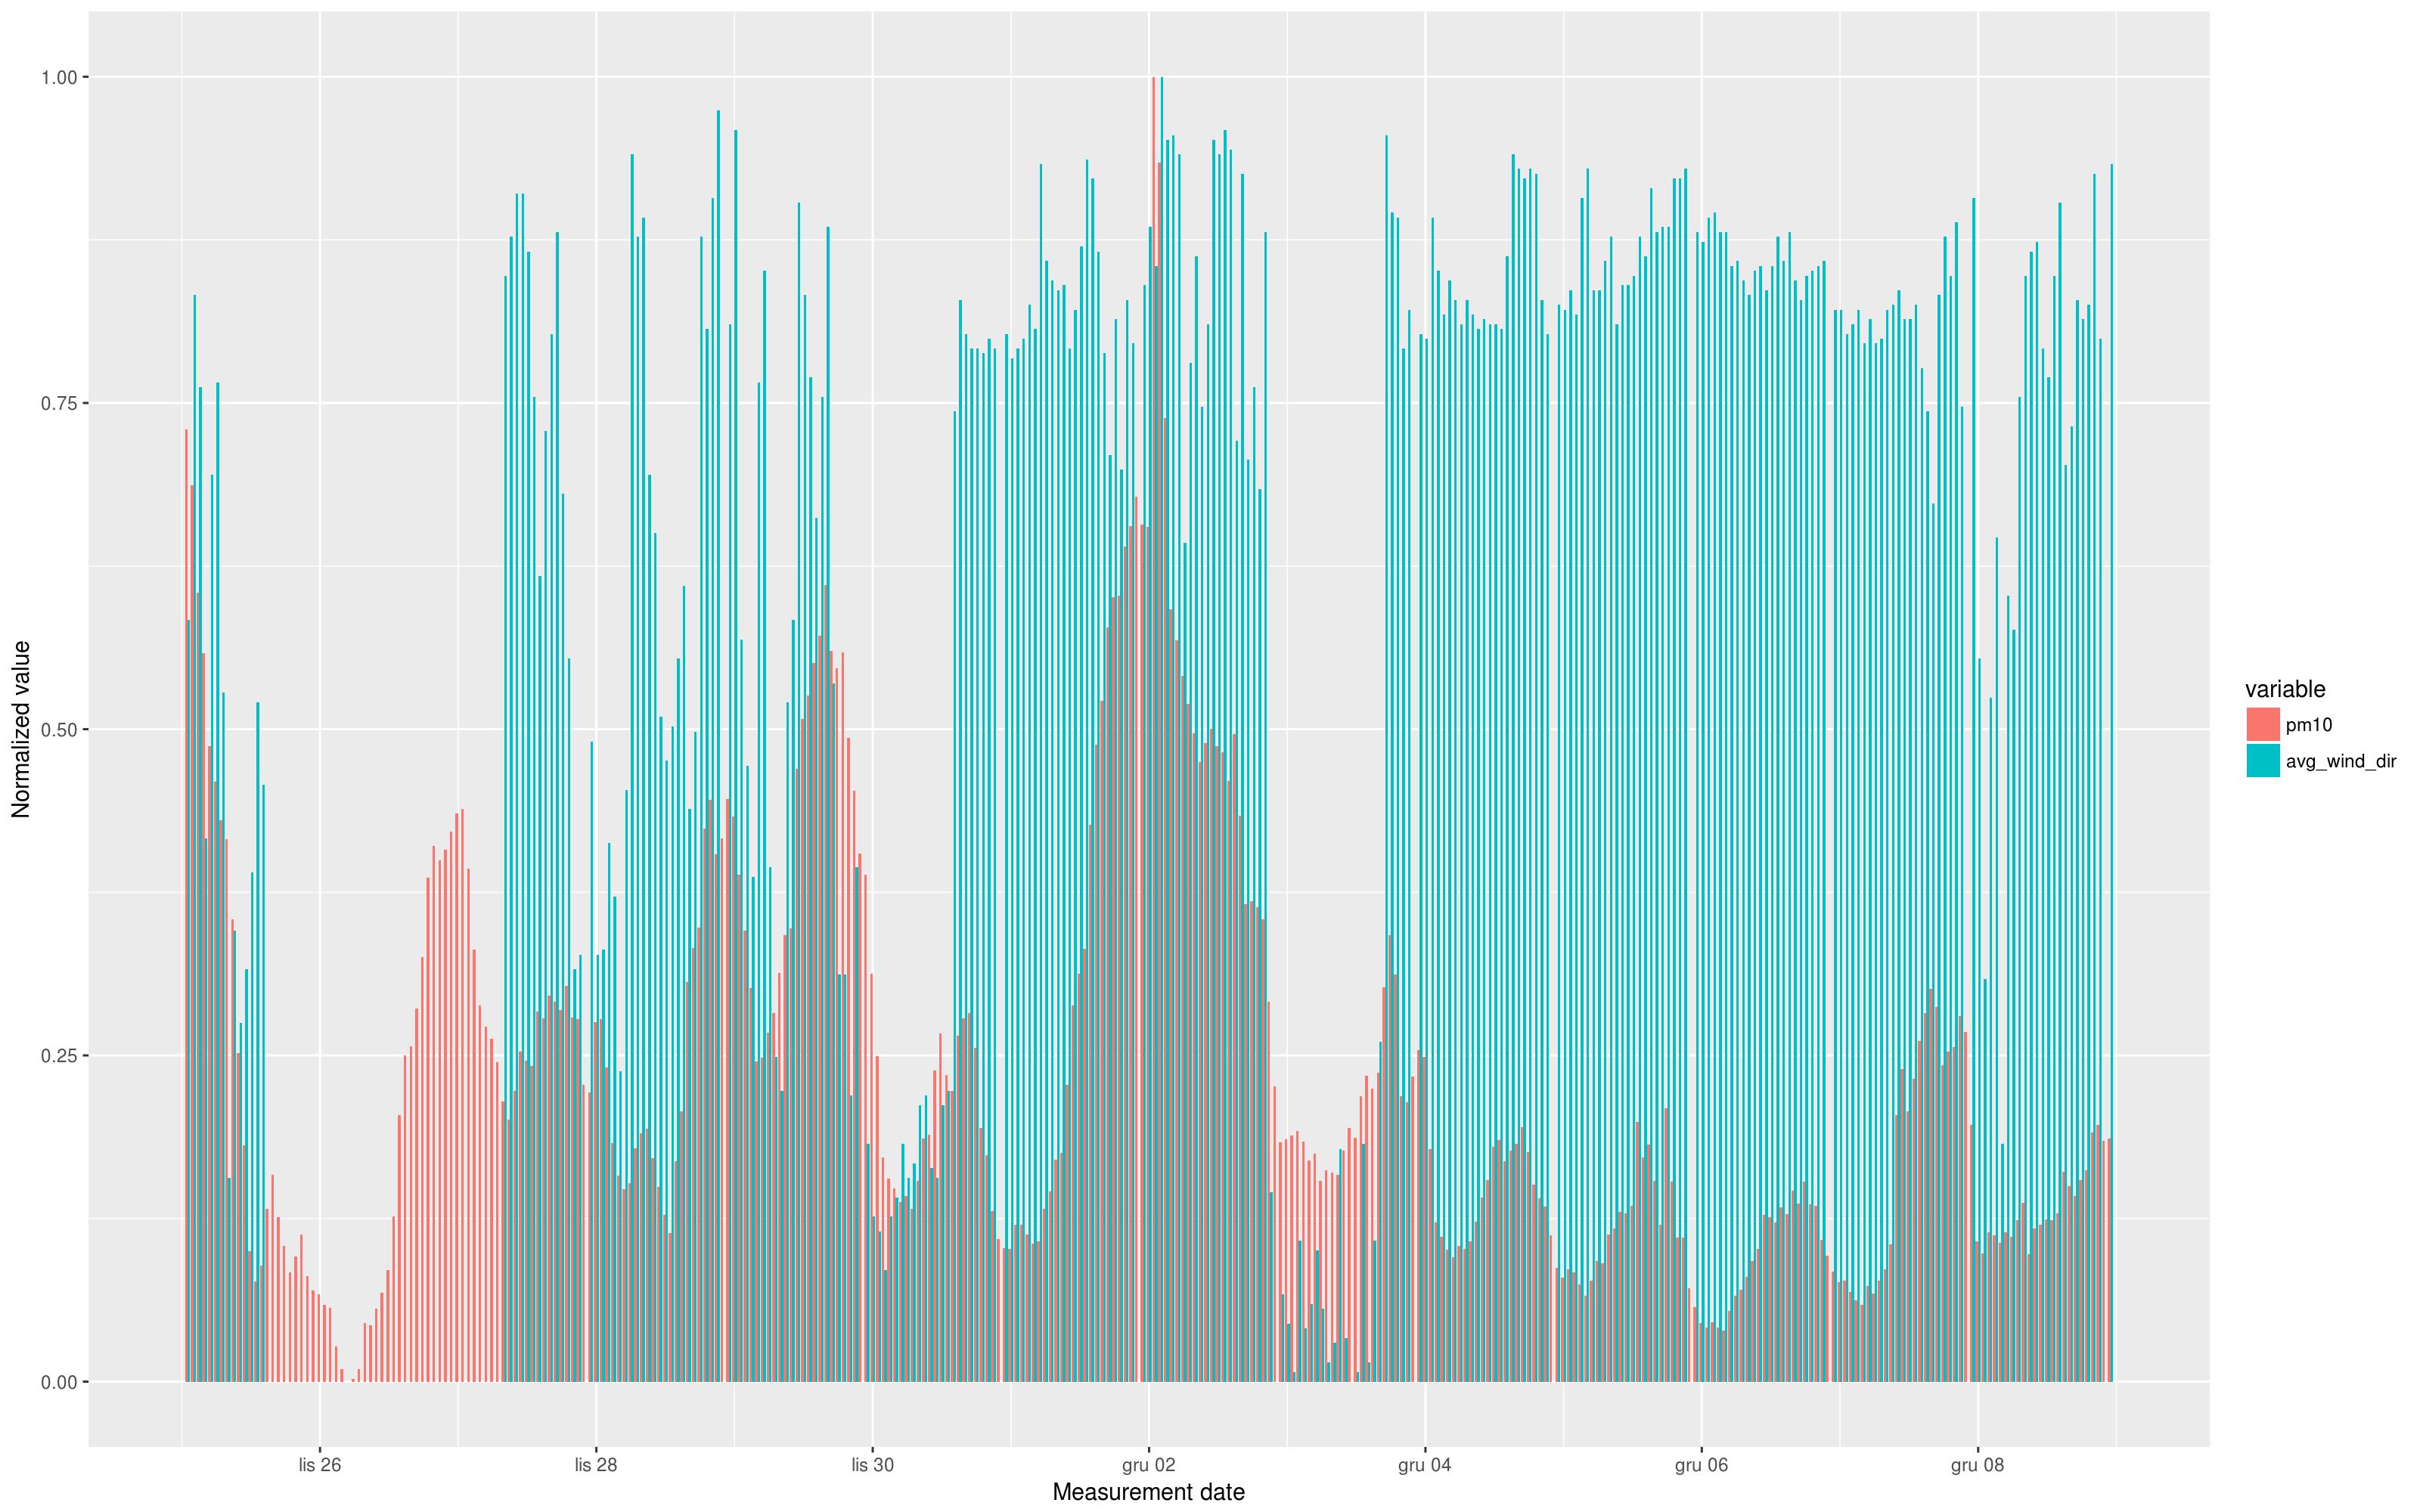 1.00
0.75
0.50
0.25
0.00
Normalized value
lis 26
lis 28
lis 30
gru 02
gru 04
gru 06
gru 08
Measurement date
variable
pm10
avg_wind_dir